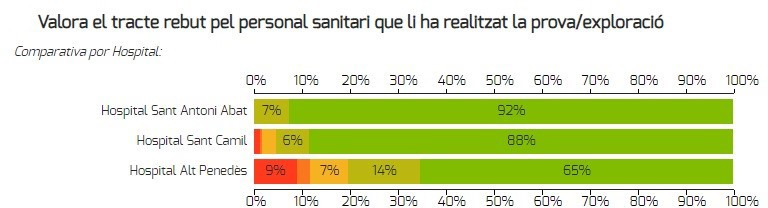 Valora el tracte rebut pel personal sanitari que li ha realitzat la prova/exploració
Comparativa por Hospital:
0% 10% 20% 30% 40% 50% 60% 70% 80% 90% 100%
Hospital Sant Antoni Abat 7% 92%
Hospital Sant Camil 6% 88%
Hospital Alt Penedès 9% 7% 14% 65%
0% 10% 20% 30% 40% 50% 60% 70% 80% 90% 100%